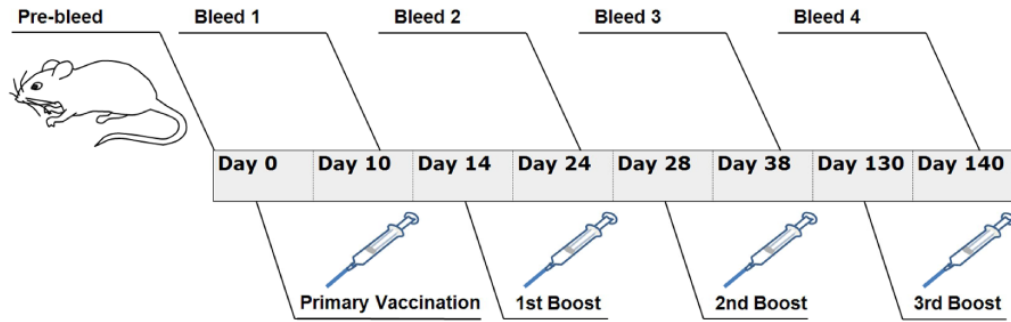 Pre-bleed Bleed 1 Bleed 2 Bleed 3 Bleed 4
Day 0 Day 10 Day 14 Day 24 Day 28 Day 38 Day 130 Day 140
Primary Vaccination 1st Boost 2nd Boost 3rd Boost